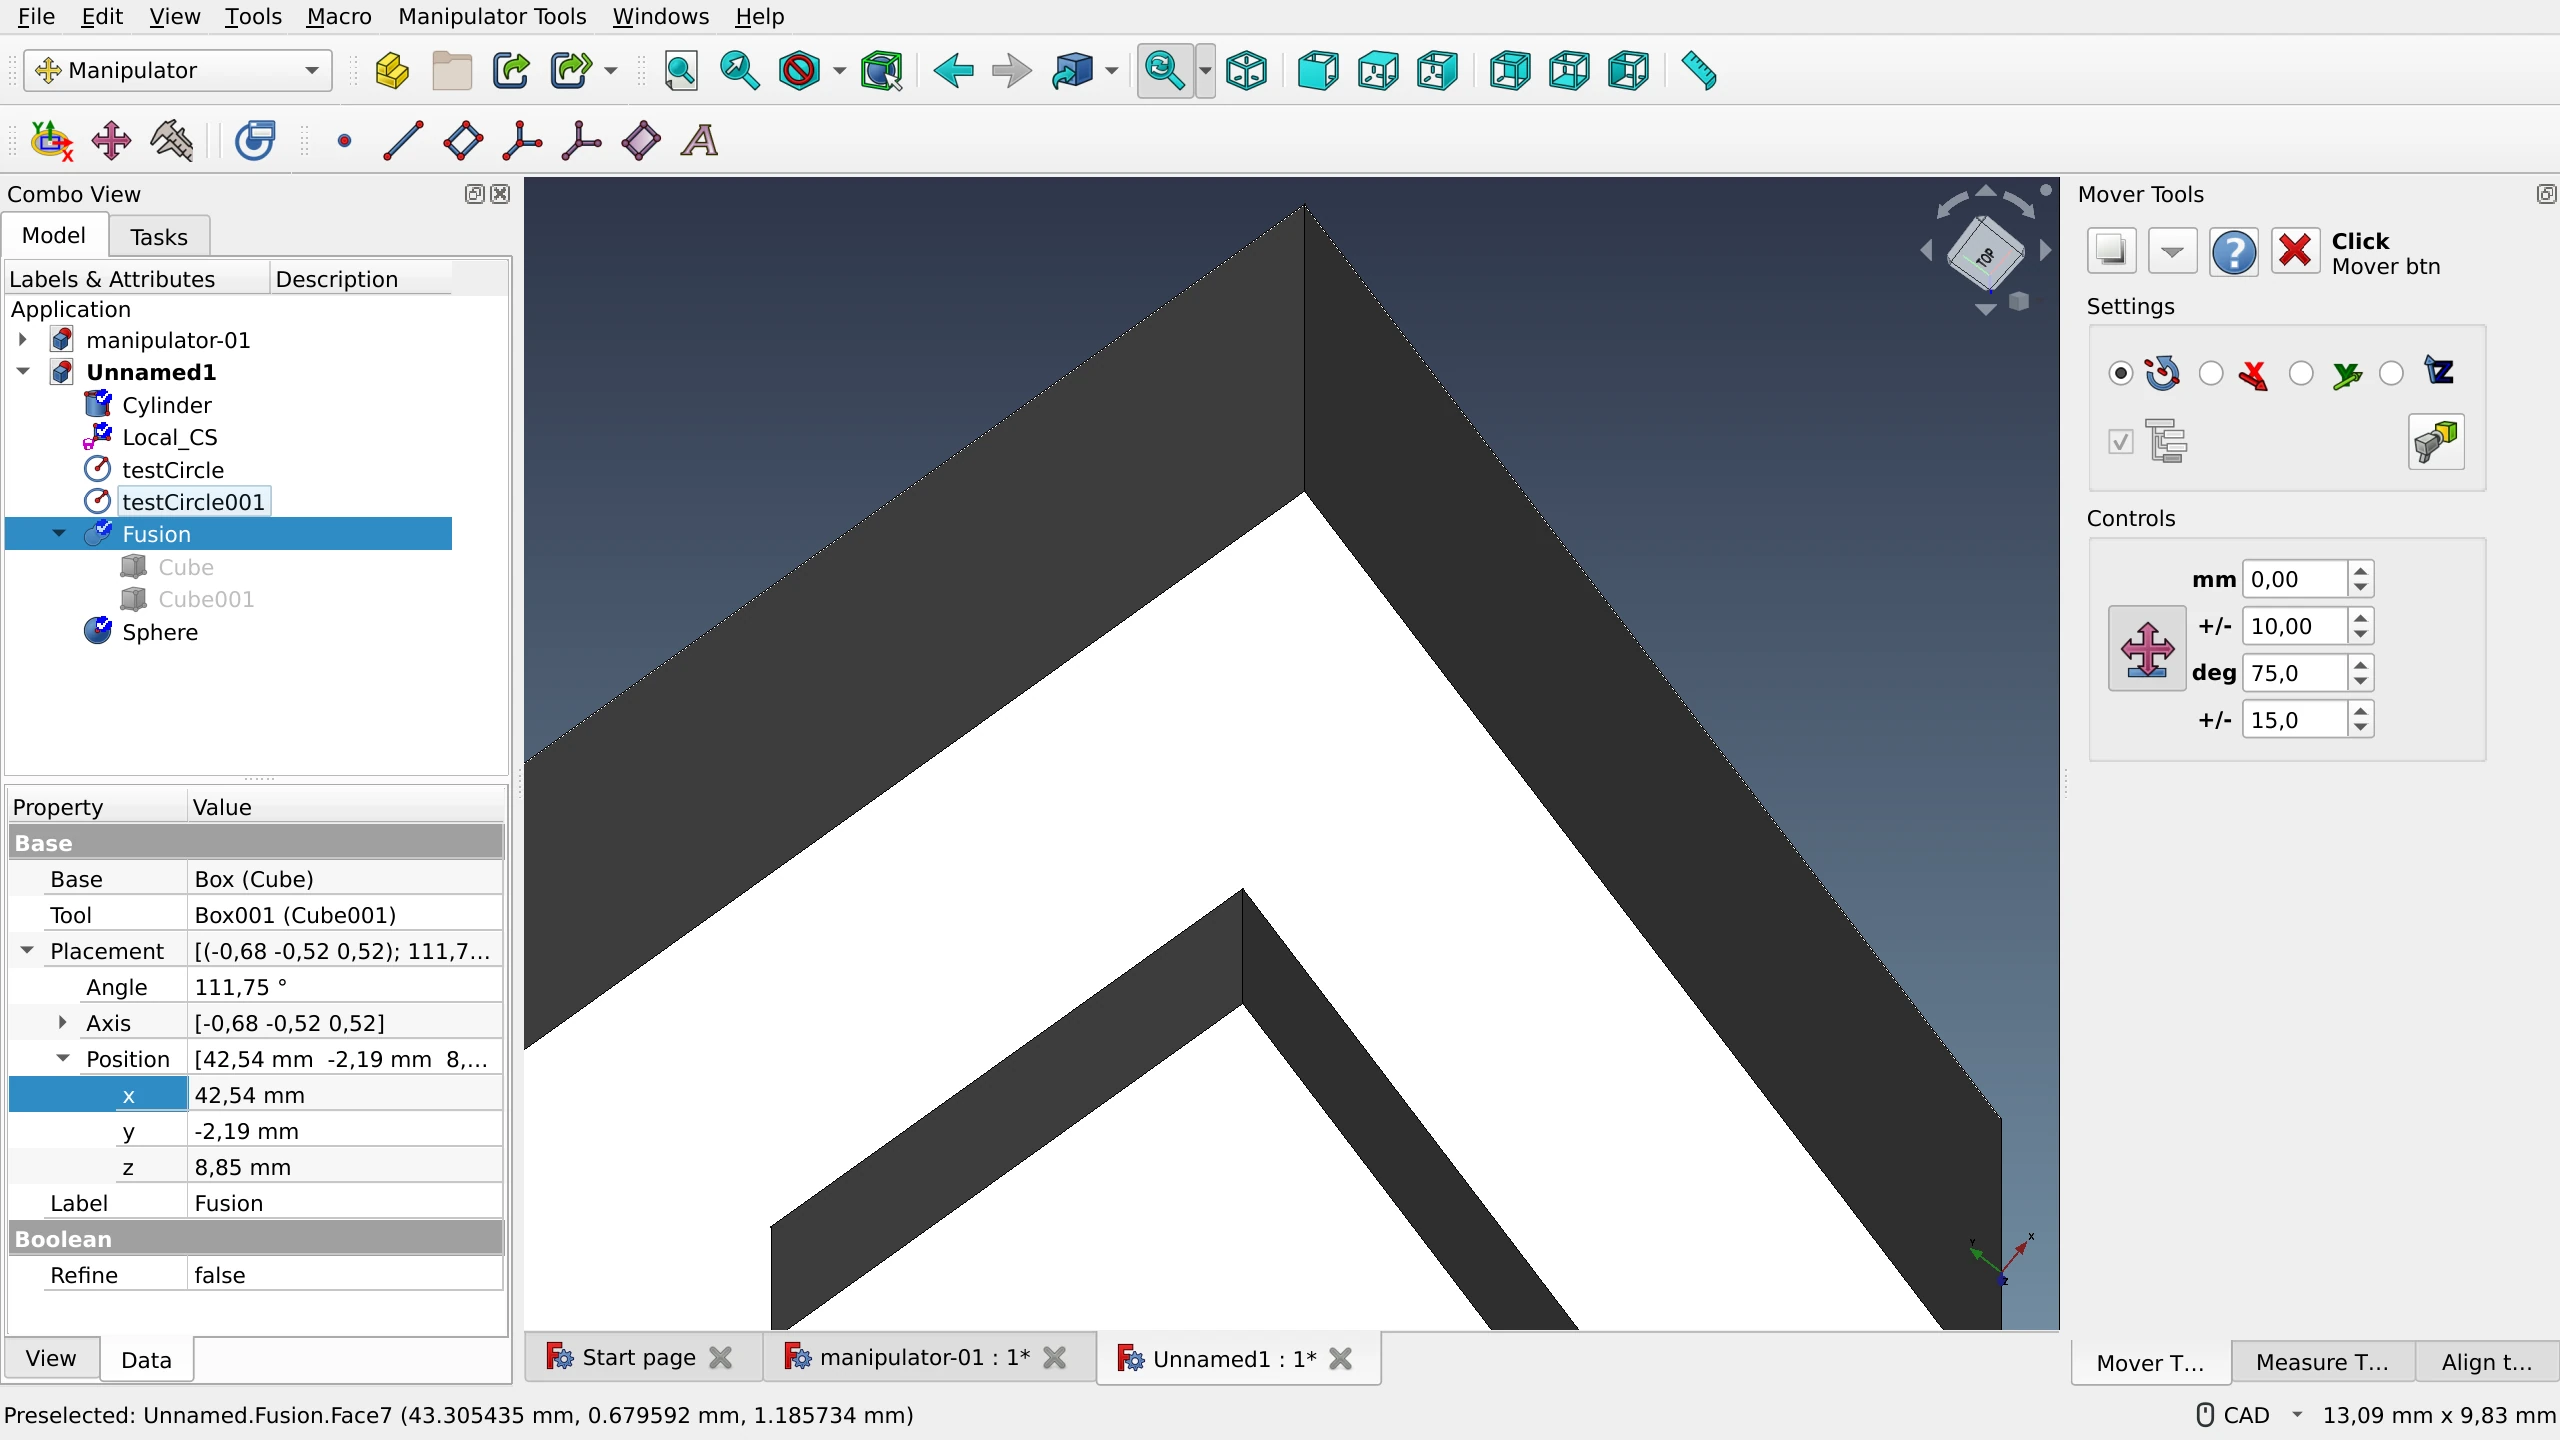 File Edit View Tools Macro Manipulator Tools Windows Help
Manipulator
Combo View
Model Tasks
Labels & Attributes Description
Application
manipulator-01
Unnamed1
Cylinder
Local_CS
testCircle
testCircle001
Fusion
Cube
Cube001
Sphere
Property Value
Base
Base Box (Cube)
Tool Box001 (Cube001)
Placement [(-0,68 -0,52 0,52); 111,7...
Angle 111,75 °
Axis [-0,68 -0,52 0,52]
Position [42,54 mm -2,19 mm 8,...
x 42,54 mm
y -2,19 mm
z 8,85 mm
Label Fusion
Boolean
Refine false
View Data
TOP
X
Y
Z
Start page manipulator-01 : 1* Unnamed1 : 1*
Mover Tools
Click
Mover btn
Settings
X Y Z
Controls
mm 0,00
+/- 10,00
deg 75,0
+/- 15,0
Mover T... Measure T... Align t...
Preselected: Unnamed.Fusion.Face7 (43.305435 mm, 0.679592 mm, 1.185734 mm)
CAD 13,09 mm x 9,83 mm